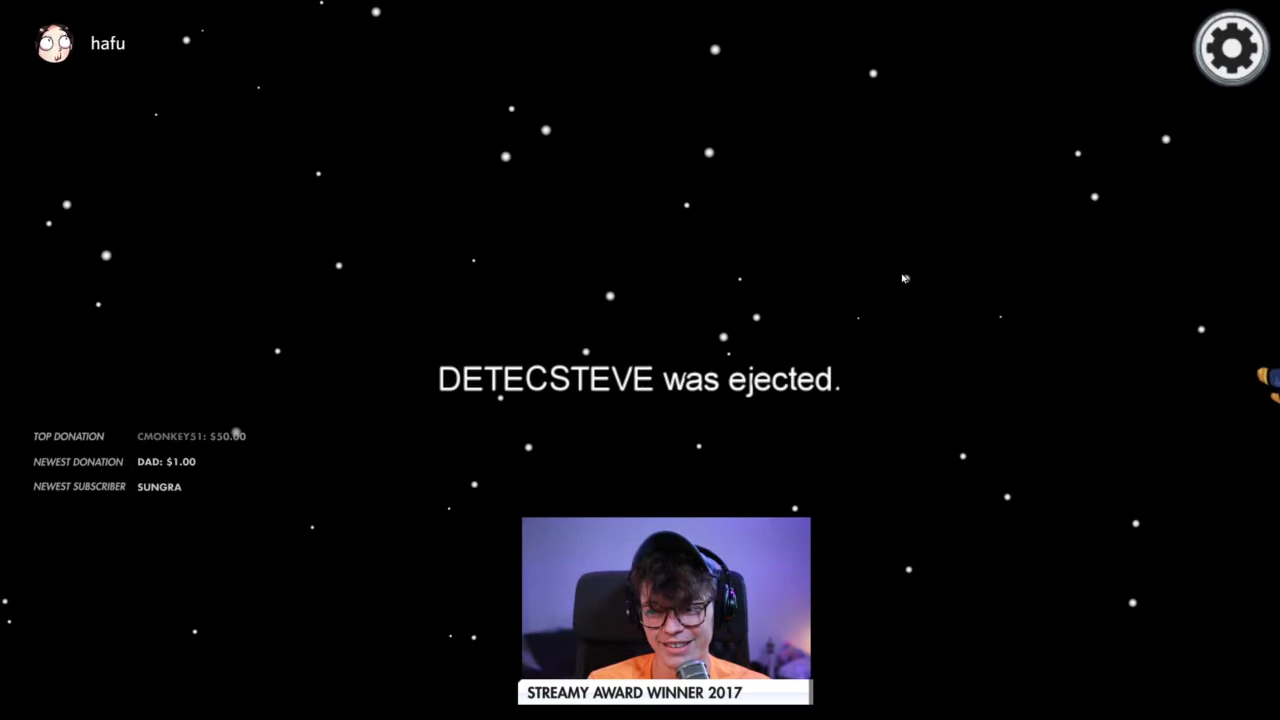 hafu
DETECSTEVE was ejected.
TOP DONATION CMONKEY51: $50.00
NEWEST DONATION DAD: $1.00
NEWEST SUBSCRIBER SUNGRA
STREAMY AWARD WINNER 2017